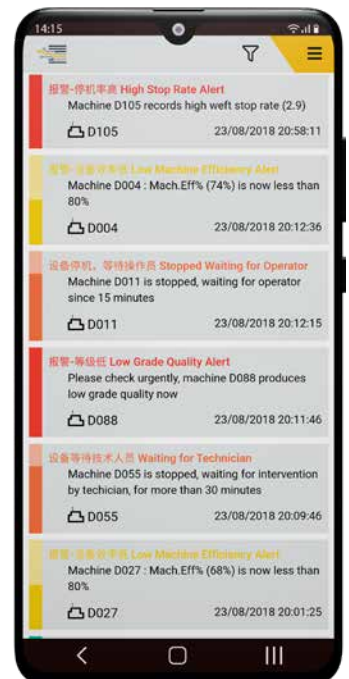 14:15
报警-停机率高 High Stop Rate Alert
Machine D105 records high weft stop rate (2.9)
D105 23/08/2018 20:58:11
报警-设备效率低 Low Machine Efficiency Alert
Machine D004 : Mach.Eff% (74%) is now less than
80%
D004 23/08/2018 20:12:36
设备停机，等待操作员 Stopped Waiting for Operator
Machine D011 is stopped, waiting for operator
since 15 minutes
D011 23/08/2018 20:12:15
报警-等级低 Low Grade Quality Alert
Please check urgently, machine D088 produces
low grade quality now
D088 23/08/2018 20:11:46
设备等待技术人员 Waiting for Technician
Machine D055 is stopped, waiting for intervention
by techician, for more than 30 minutes
D055 23/08/2018 20:09:46
报警-设备效率低 Low Machine Efficiency Alert
Machine D027 : Mach.Eff% (68%) is now less than
80%
D027 23/08/2018 20:01:25